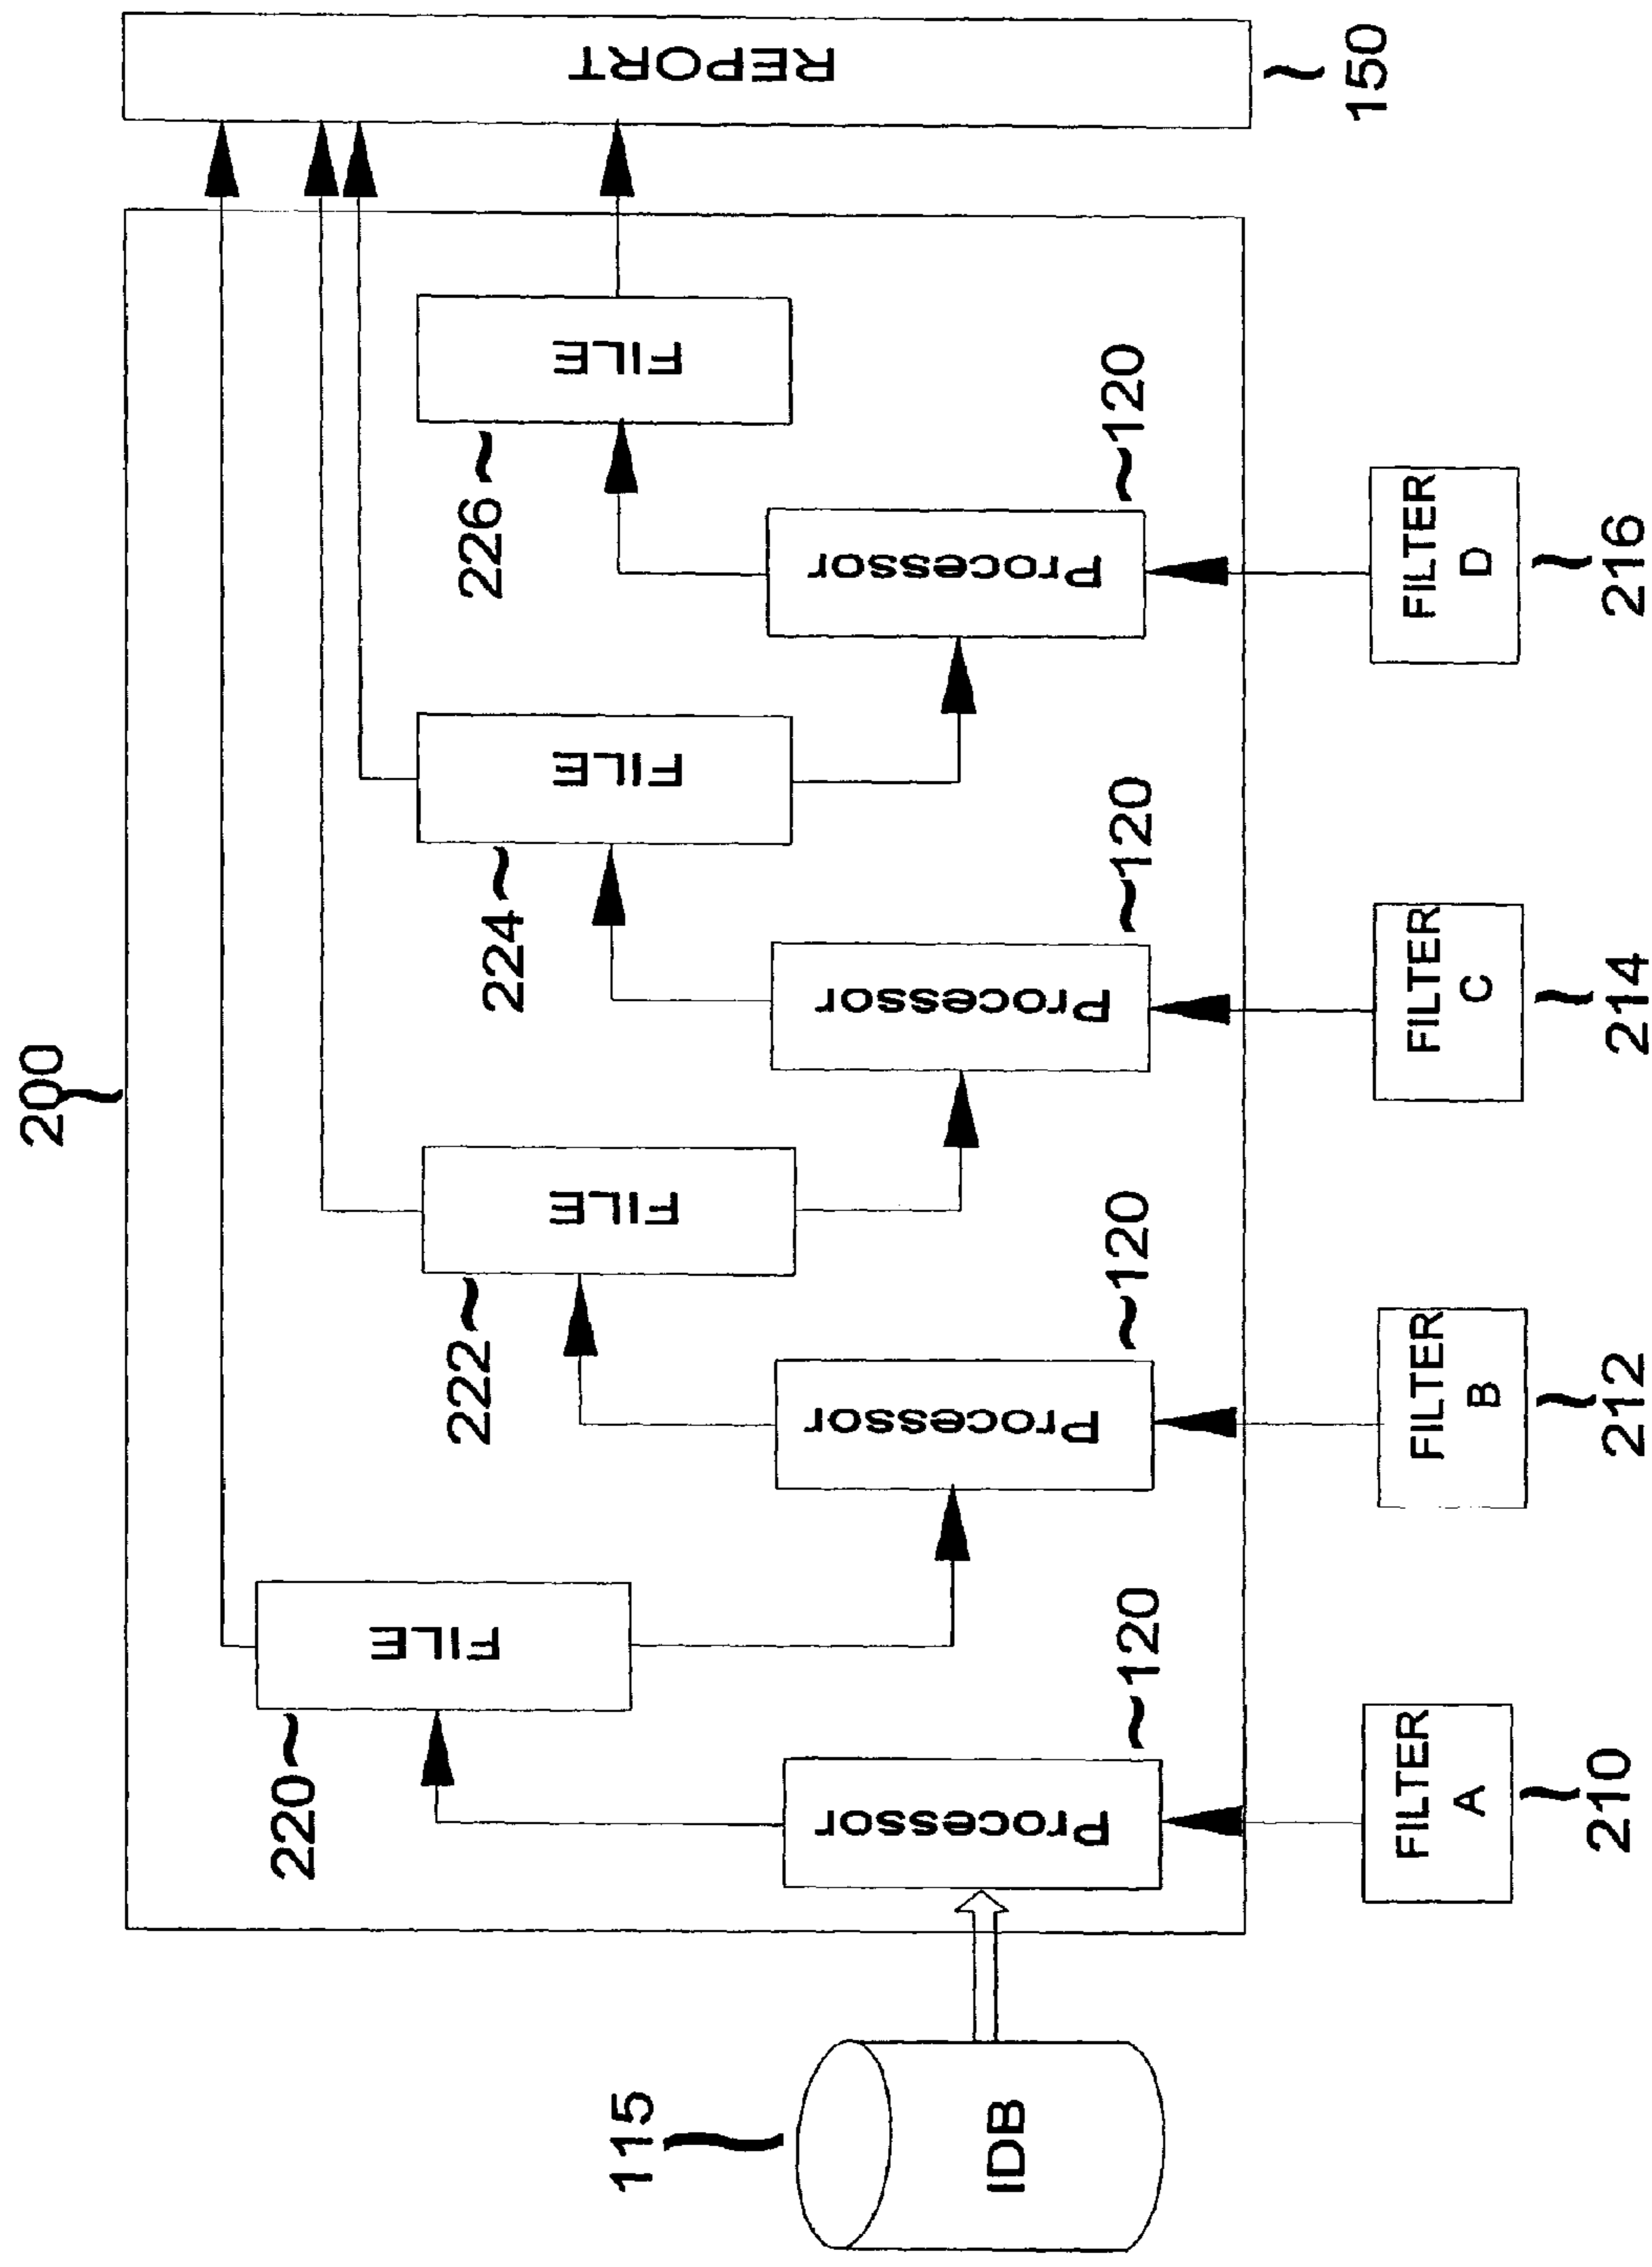 200
REPORT
150
220
FILE
222
FILE
224
FILE
226
FILE
115
IDB
Processor
120
Processor
120
Processor
120
Processor
120
FILTER
A
210
FILTER
B
212
FILTER
C
214
FILTER
D
216